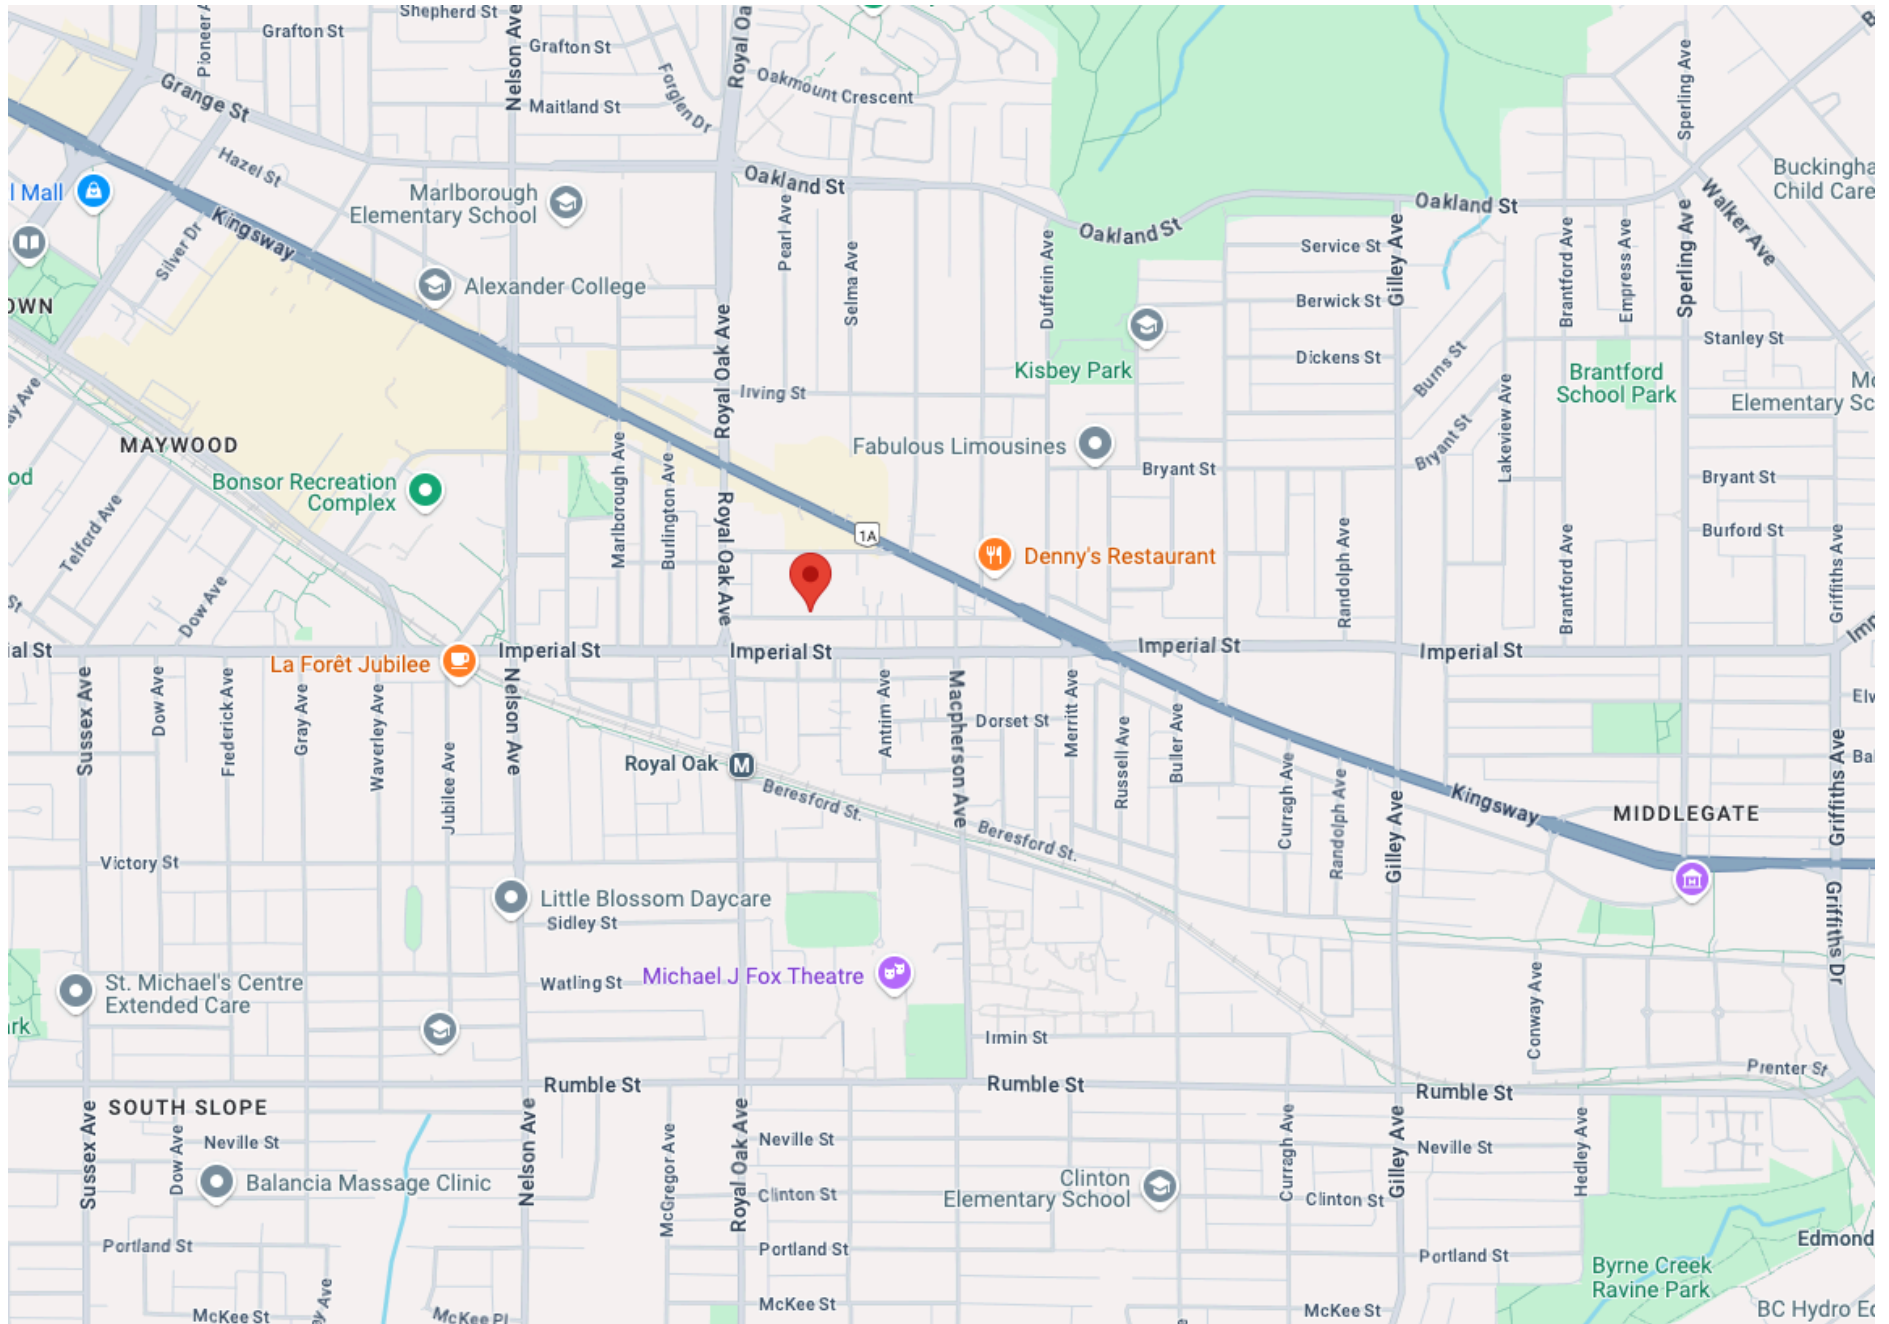 Shepherd St
Grafton St
Grafton St
Nelson Ave
Maitland St
Forglen Dr
Oakmount Crescent
Sperling Ave
Grange St
Hazel St
Marlborough
Elementary School
Oakland St
Oakland St
Oakland St
Walker Ave
Child Care
l Mall
Kingsway
Silver Dr
Alexander College
Pearl Ave
Selma Ave
Dufferin Ave
Service St
Berwick St
Dickens St
Gilley Ave
Brantford Ave
Empress Ave
Sperling Ave
Stanley St
Burns St
Bryant St
Lakeview Ave
Royal Oak Ave
Irving St
Kisbey Park
Brantford
School Park
MAYWOOD
Fabulous Limousines
Bryant St
Bryant St
Burford St
Bonsor Recreation
Complex
Marlborough Ave
Burlington Ave
Royal Oak Ave
1A
Denny's Restaurant
Randolph Ave
Brantford Ave
Griffiths Ave
Telford Ave
Dow Ave
Imperial St
Imperial St
Imperial St
Imperial St
La Forêt Jubilee
Sussex Ave
Dow Ave
Frederick Ave
Gray Ave
Waverley Ave
Jubilee Ave
Nelson Ave
Antrim Ave
Macpherson Ave
Dorset St
Merritt Ave
Russell Ave
Buller Ave
Curragh Ave
Randolph Ave
Gilley Ave
Kingsway
MIDDLEGATE
Griffiths Ave
Royal Oak
M
Beresford St.
Beresford St.
Victory St
Little Blossom Daycare
Sidley St
Watling St
Michael J Fox Theatre
St. Michael's Centre
Extended Care
Griffiths Dr
Conway Ave
Irmin St
Prenter St
Rumble St
Rumble St
Rumble St
SOUTH SLOPE
Sussex Ave
Dow Ave
Neville St
Balancia Massage Clinic
Nelson Ave
McGregor Ave
Royal Oak Ave
Neville St
Clinton St
Clinton
Elementary School
Curragh Ave
Gilley Ave
Neville St
Clinton St
Hedley Ave
Portland St
Portland St
Portland St
Byrne Creek
Ravine Park
McKee St
McKee Pl
McKee St
McKee St
BC Hydro